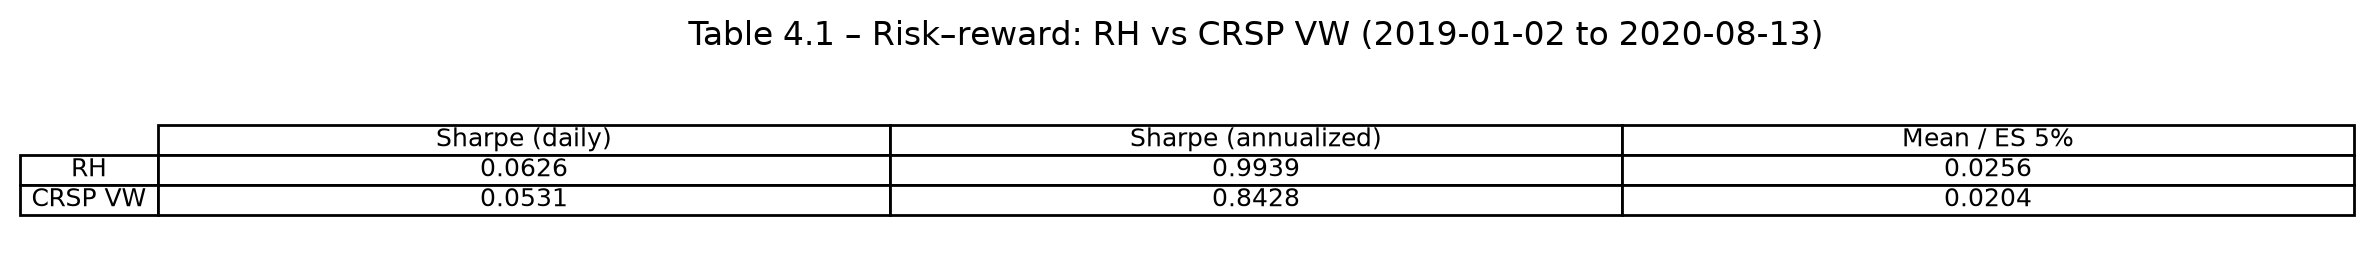 Table 4.1 – Risk–reward: RH vs CRSP VW (2019-01-02 to 2020-08-13)
Sharpe (daily) Sharpe (annualized) Mean / ES 5%
RH 0.0626 0.9939 0.0256
CRSP VW 0.0531 0.8428 0.0204